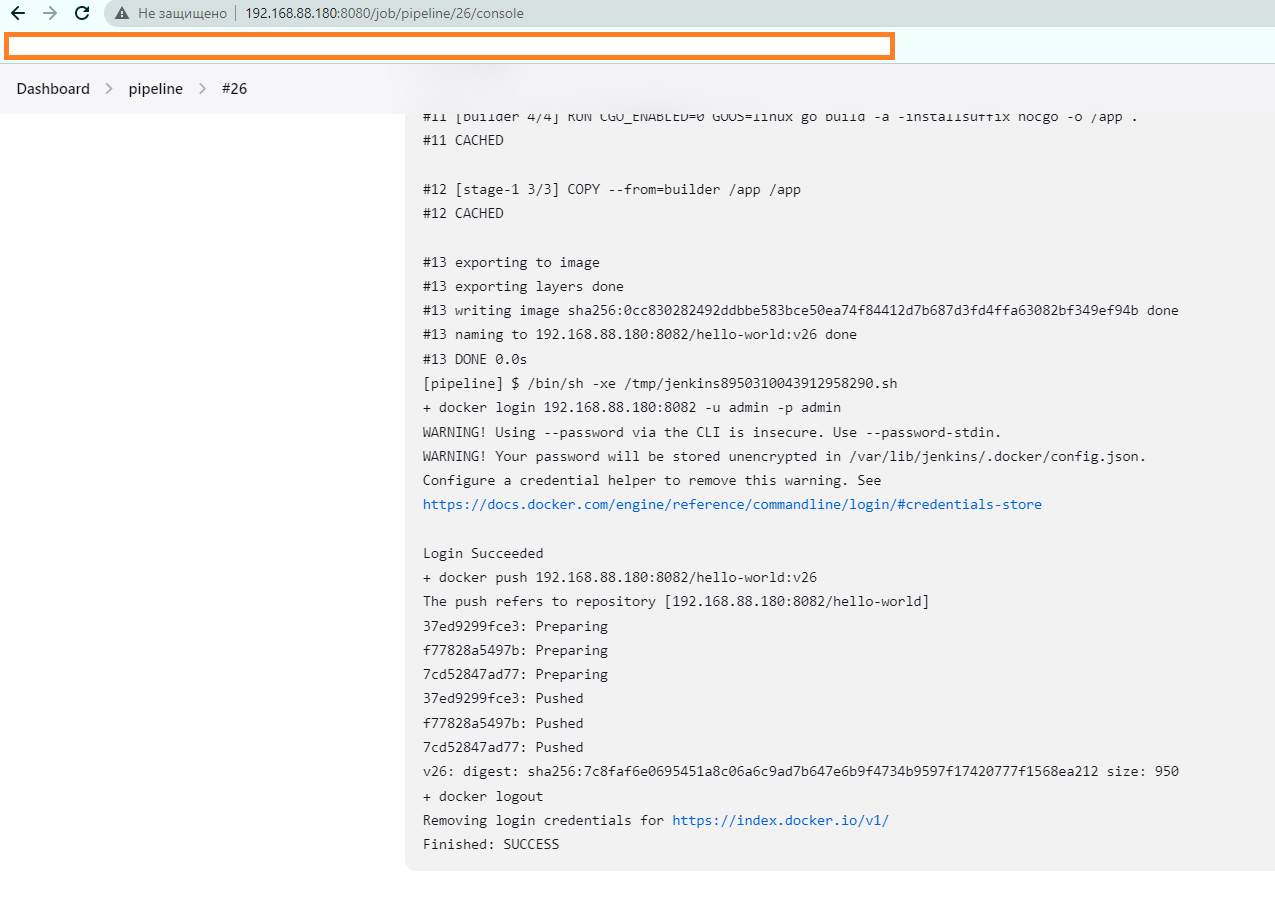 Не защищено 192.168.88.180:8080/job/pipeline/26/console
Dashboard pipeline #26
#11 [builder 4/4] RUN CGO_ENABLED=0 GOOS=linux go build -a -installsuffix nocgo -o /app .
#11 CACHED
#12 [stage-1 3/3] COPY --from=builder /app /app
#12 CACHED
#13 exporting to image
#13 exporting layers done
#13 writing image sha256:0cc830282492ddbbe583bce50ea74f84412d7b687d3fd4ffa63082bf349ef94b done
#13 naming to 192.168.88.180:8082/hello-world:v26 done
#13 DONE 0.0s
[pipeline] $ /bin/sh -xe /tmp/jenkins8950310043912958290.sh
+ docker login 192.168.88.180:8082 -u admin -p admin
WARNING! Using --password via the CLI is insecure. Use --password-stdin.
WARNING! Your password will be stored unencrypted in /var/lib/jenkins/.docker/config.json.
Configure a credential helper to remove this warning. See
https://docs.docker.com/engine/reference/commandline/login/#credentials-store
Login Succeeded
+ docker push 192.168.88.180:8082/hello-world:v26
The push refers to repository [192.168.88.180:8082/hello-world]
37ed9299fce3: Preparing
f77828a5497b: Preparing
7cd52847ad77: Preparing
37ed9299fce3: Pushed
f77828a5497b: Pushed
7cd52847ad77: Pushed
v26: digest: sha256:7c8faf6e0695451a8c06a6c9ad7b647e6b9f4734b9597f17420777f1568ea212 size: 950
+ docker logout
Removing login credentials for https://index.docker.io/v1/
Finished: SUCCESS